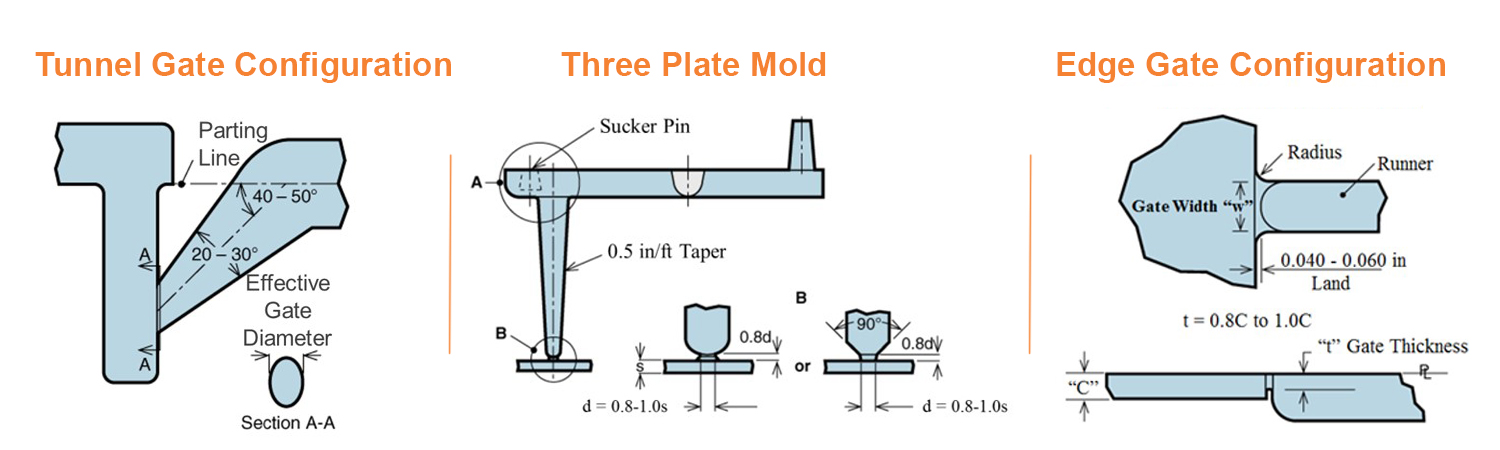 Tunnel Gate Configuration
Parting
Line
40 – 50°
20 – 30°
A
A
Effective
Gate
Diameter
Section A-A
Three Plate Mold
Sucker Pin
A
0.5 in/ft Taper
B
B
0.8d
s
d = 0.8-1.0s
or
90°
0.8d
d = 0.8-1.0s
Edge Gate Configuration
Radius
Runner
Gate Width “w”
0.040 - 0.060 in
Land
t = 0.8C to 1.0C
“t” Gate Thickness
“C”
PL